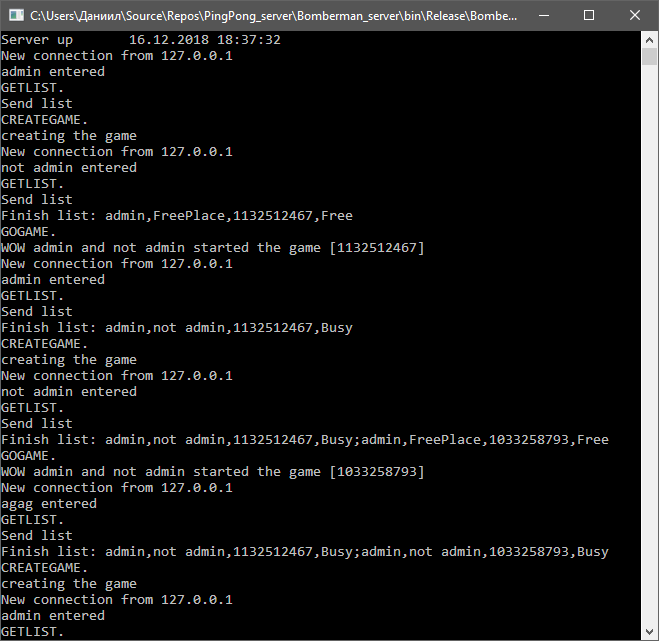 C:\Users\Даниил\Source\Repos\PingPong_server\Bomberman_server\bin\Release\Bombe...
Server up       16.12.2018 18:37:32
New connection from 127.0.0.1
admin entered
GETLIST.
Send list
CREATEGAME.
creating the game
New connection from 127.0.0.1
not admin entered
GETLIST.
Send list
Finish list: admin,FreePlace,1132512467,Free
GOGAME.
WOW admin and not admin started the game [1132512467]
New connection from 127.0.0.1
admin entered
GETLIST.
Send list
Finish list: admin,not admin,1132512467,Busy
CREATEGAME.
creating the game
New connection from 127.0.0.1
not admin entered
GETLIST.
Send list
Finish list: admin,not admin,1132512467,Busy;admin,FreePlace,1033258793,Free
GOGAME.
WOW admin and not admin started the game [1033258793]
New connection from 127.0.0.1
agag entered
GETLIST.
Send list
Finish list: admin,not admin,1132512467,Busy;admin,not admin,1033258793,Busy
CREATEGAME.
creating the game
New connection from 127.0.0.1
admin entered
GETLIST.